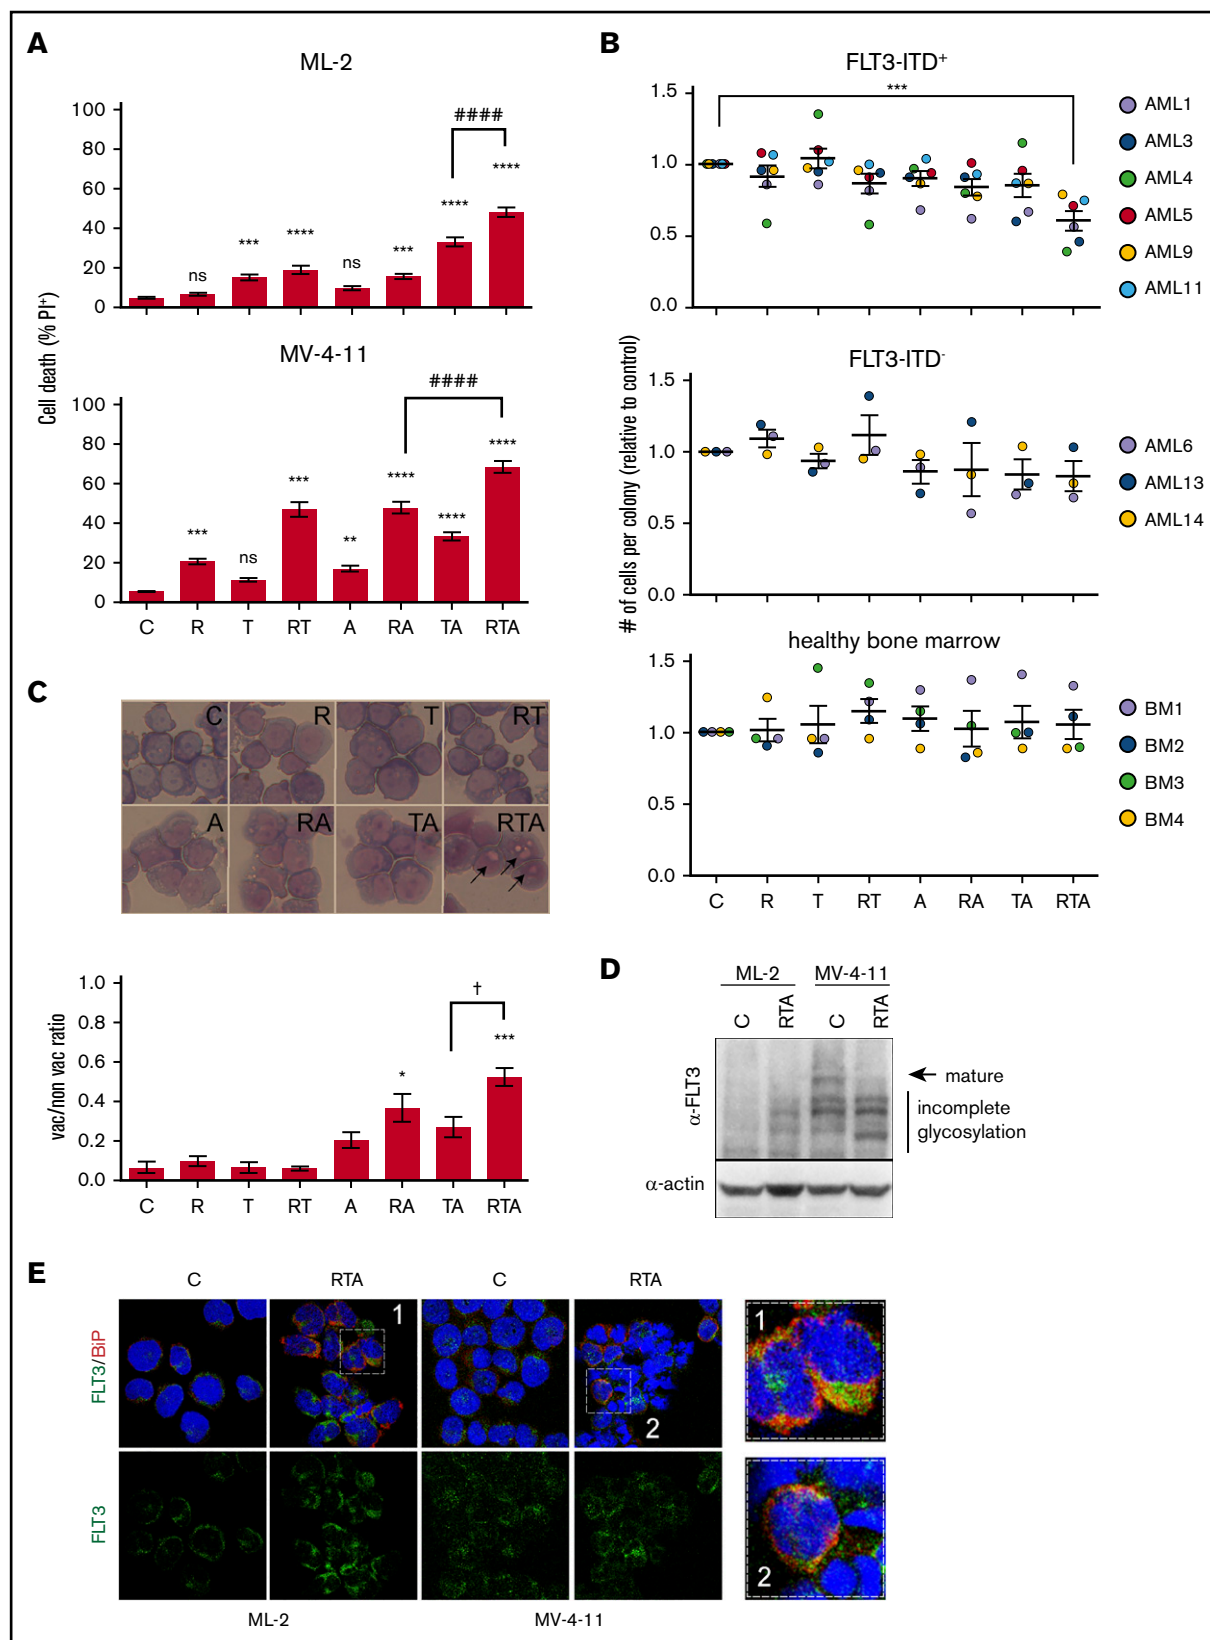 A
ML-2
Cell death (% PI+)
100
80
60
40
20
0
ns
***
****
ns
***
****
####
****
MV-4-11
100
80
60
40
20
0
***
ns
***
**
****
****
####
****
C R T RT A RA TA RTA
B
# of cells per colony (relative to control)
FLT3-ITD+
1.5
1.0
0.5
0.0
***
AML1
AML3
AML4
AML5
AML9
AML11
FLT3-ITD-
1.5
1.0
0.5
0.0
AML6
AML13
AML14
healthy bone marrow
1.5
1.0
0.5
0.0
BM1
BM2
BM3
BM4
C R T RT A RA TA RTA
C
C R T RT
A RA TA RTA
vac/non vac ratio
1.0
0.8
0.6
0.4
0.2
0.0
*
†
***
C R T RT A RA TA RTA
D
ML-2 MV-4-11
C RTA C RTA
α-FLT3
mature
incomplete
glycosylation
α-actin
E
C RTA C RTA
FLT3/BiP
1
2
1
FLT3
2
ML-2 MV-4-11